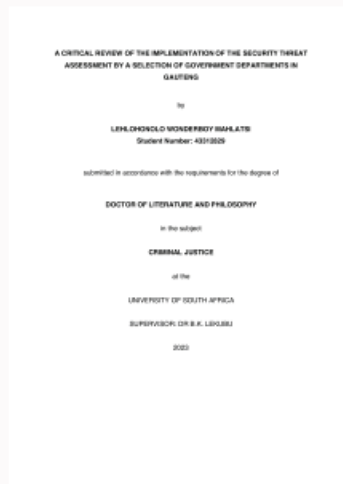 A CRITICAL REVIEW OF THE IMPLEMENTATION OF THE SECURITY THREAT
ASSESSMENT BY A SELECTION OF GOVERNMENT DEPARTMENTS IN
GAUTENG
by
LEHLOHONOLO WONDERBOY MAHLATSI
Student Number:
submitted in accordance with the requirements for the degree of
DOCTOR OF LITERATURE AND PHILOSOPHY
in the subject
CRIMINAL JUSTICE
at the
UNIVERSITY OF SOUTH AFRICA
SUPERVISOR: DR B.K. LEKUBU
2023